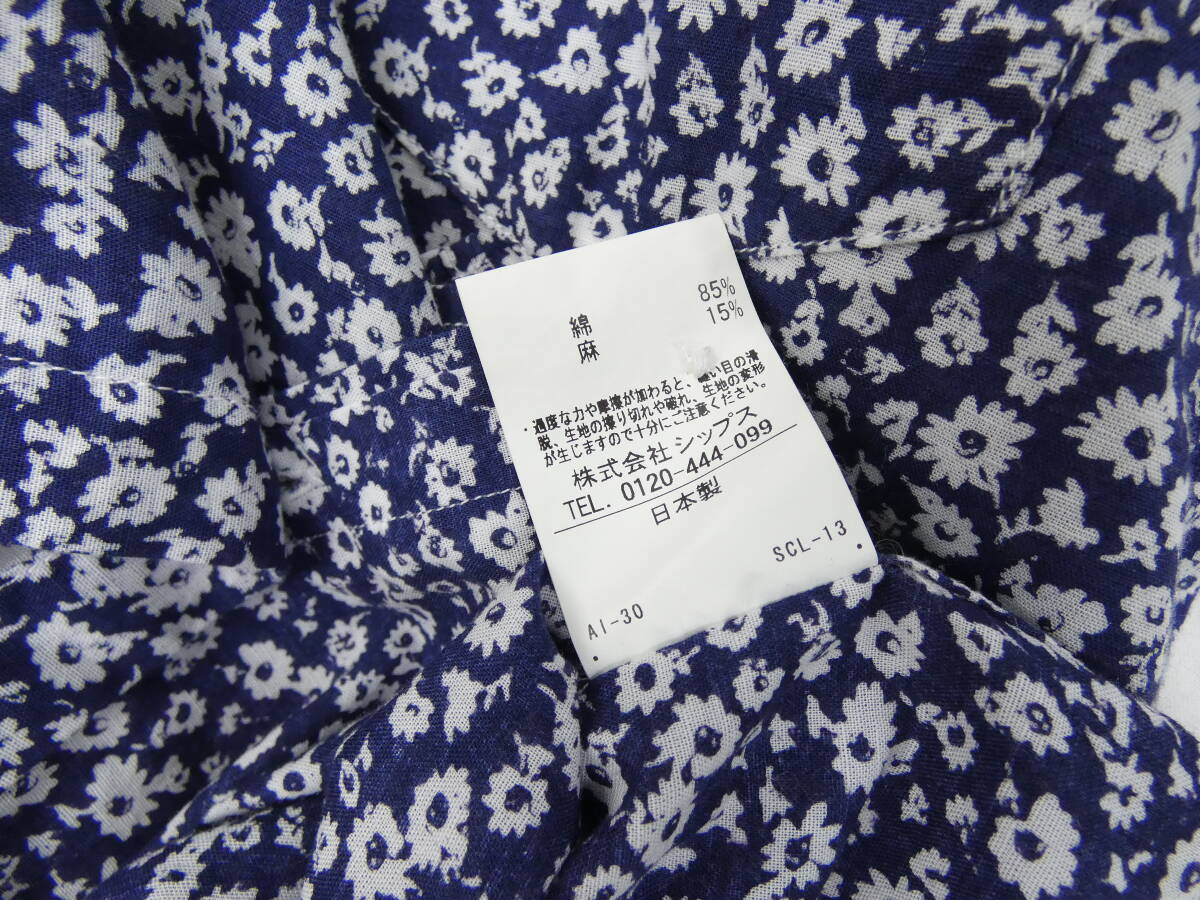 綿 85%
麻 15%
・過度な力や摩擦が加わると、縫い目の滑
脱、生地の擦り切れや破れ、生地の変形
が生じますので十分にご注意ください。
株式会社シップス
TEL. 0120-444-099
日本製
SCL-13
AI-30